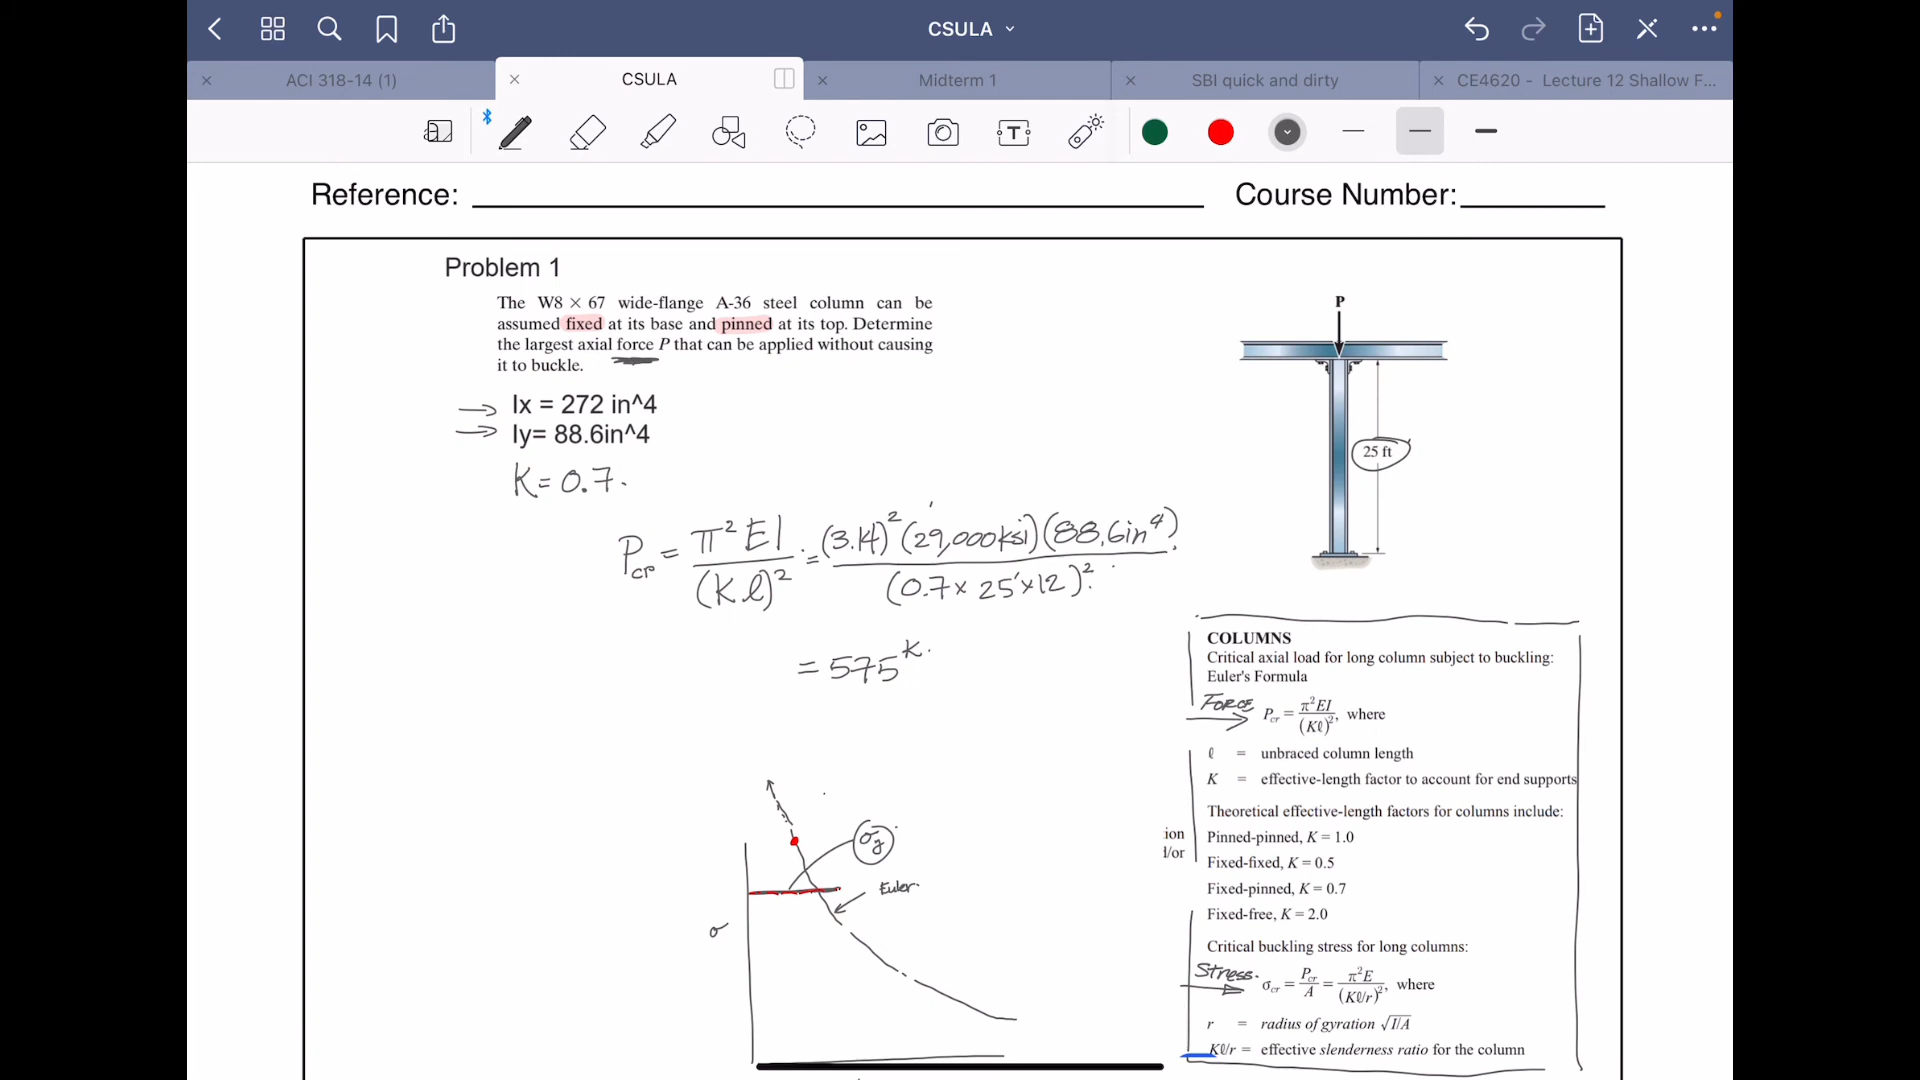 CSULA
ACI 318-14 (1)
CSULA
Midterm 1
SBI quick and dirty
CE4620 - Lecture 12 Shallow F...
T
Reference:
Course Number:
Problem 1
The W8 × 67 wide-flange A-36 steel column can be
assumed fixed at its base and pinned at its top. Determine
the largest axial force P that can be applied without causing
it to buckle.
Ix = 272 in^4
Iy= 88.6in^4
K = 0.7.
P
25 ft
Pcr = π² EI / (Kl)² = (3.14)² (29,000ksi)(88.6in⁴) / (0.7 x 25' x 12)²
= 575 K.
σy
Euler.
σ
COLUMNS
Critical axial load for long column subject to buckling:
Euler's Formula
FORCE
Pcr = π²EI / (Kℓ)², where
ℓ = unbraced column length
K = effective-length factor to account for end supports
Theoretical effective-length factors for columns include:
ion
Pinned-pinned, K = 1.0
l/or
Fixed-fixed, K = 0.5
Fixed-pinned, K = 0.7
Fixed-free, K = 2.0
Critical buckling stress for long columns:
Stress.
σcr = Pcr / A = π²E / (Kℓ/r)², where
r = radius of gyration √I/A
Kℓ/r = effective slenderness ratio for the column